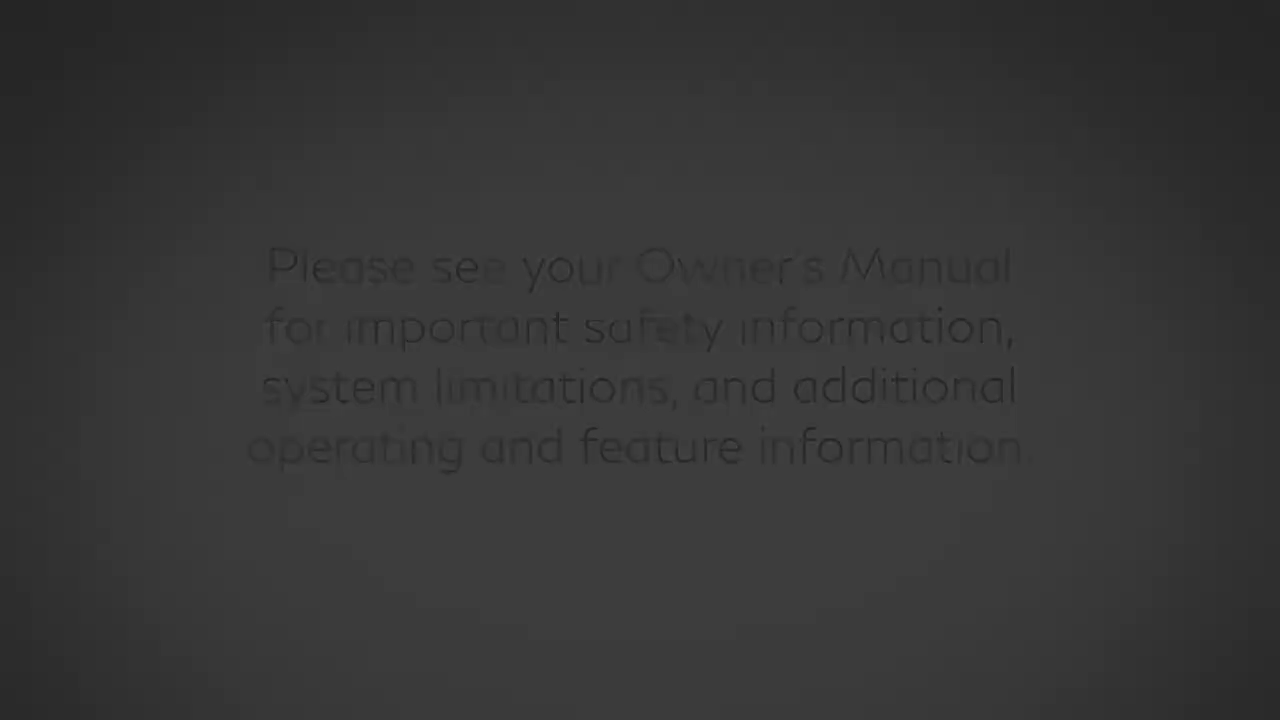 Please see your Owner's Manual
for important safety information,
system limitations, and additional
operating and feature information.